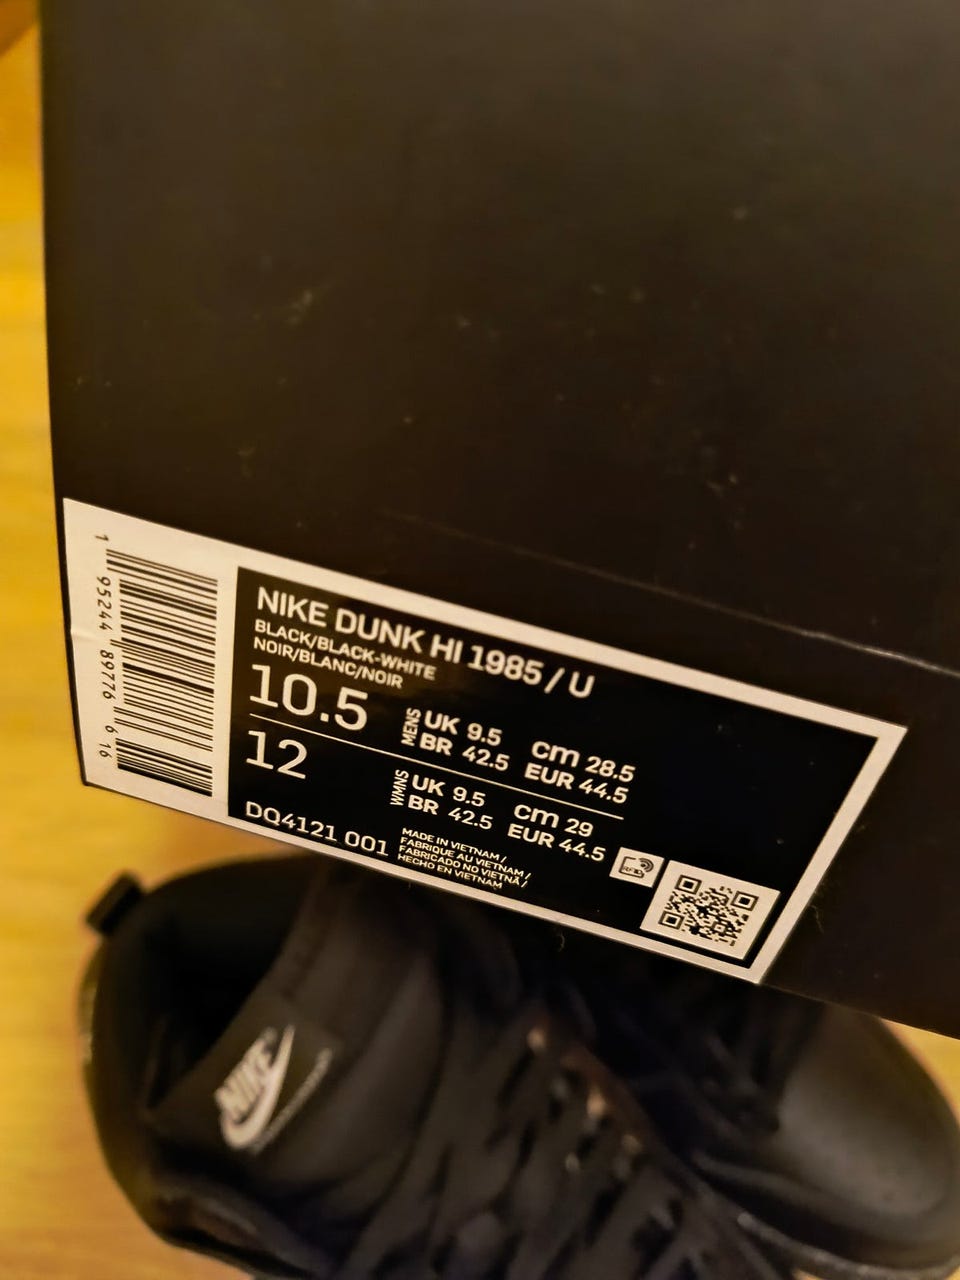 NIKE DUNK HI 1985 / U
BLACK/BLACK-WHITE
NOIR/BLANC/NOIR
10.5
MENS
UK 9.5 cm 28.5
BR 42.5 EUR 44.5
12
WMNS
UK 9.5 cm 29
BR 42.5 EUR 44.5
DQ4121 001
MADE IN VIETNAM /
FABRIQUE AU VIETNAM /
FABRICADO NO VIETNÃ /
HECHO EN VIETNAM
RFID
1 95244 89776 6 16
NIKE